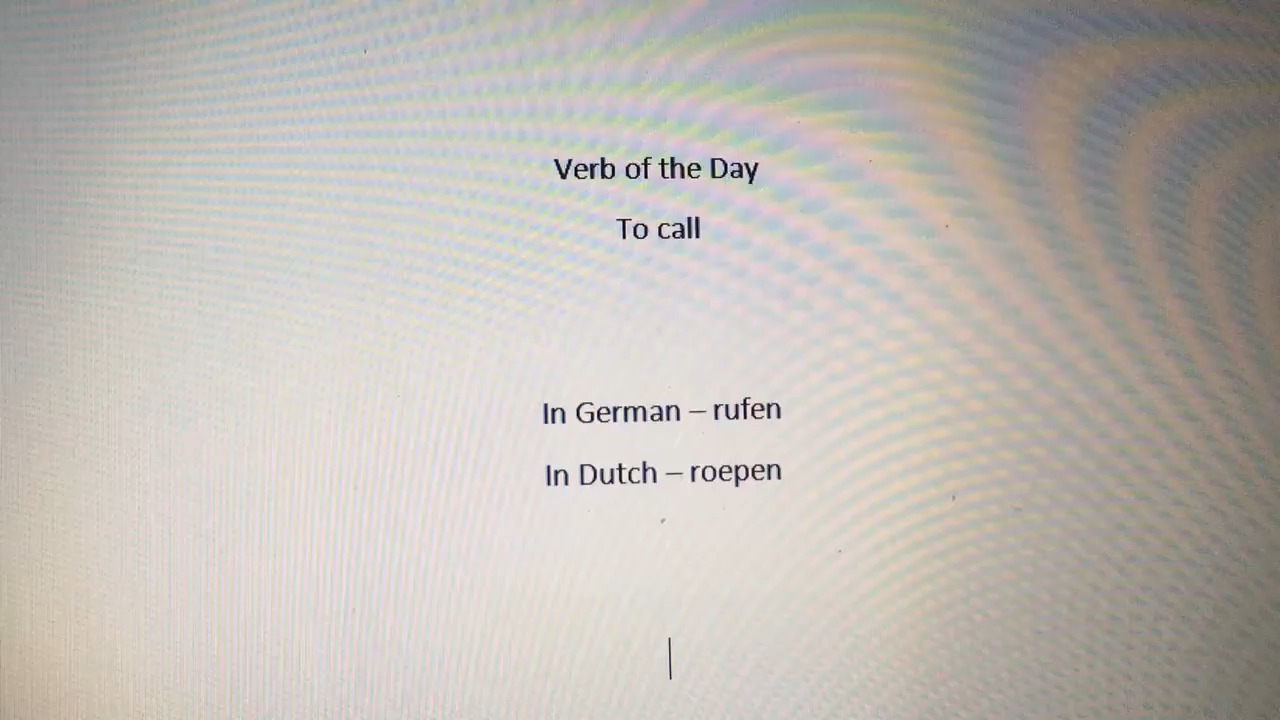 Verb of the Day
To call
In German – rufen
In Dutch – roepen